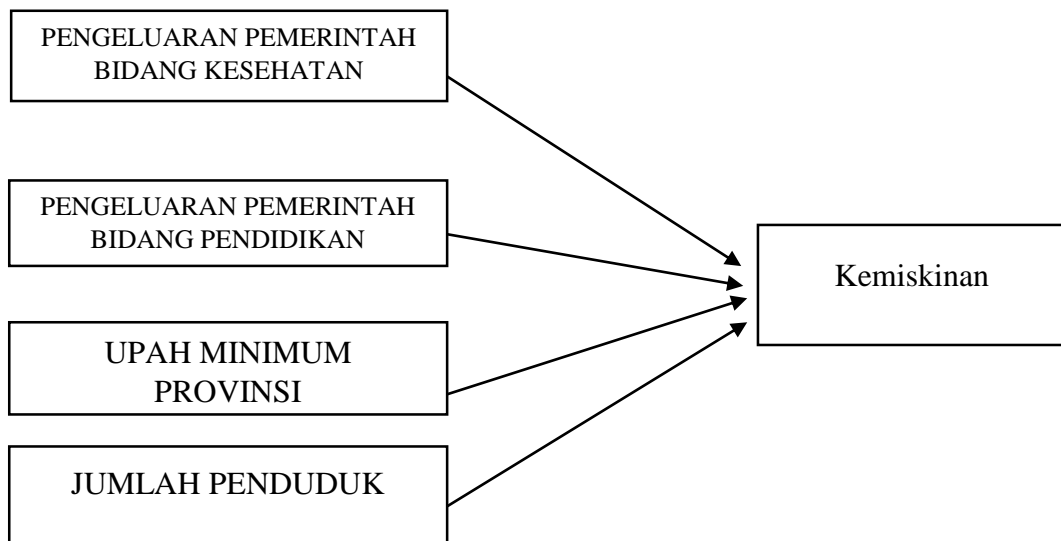 PENGELUARAN PEMERINTAH
BIDANG KESEHATAN
PENGELUARAN PEMERINTAH
BIDANG PENDIDIKAN
Kemiskinan
UPAH MINIMUM
PROVINSI
JUMLAH PENDUDUK